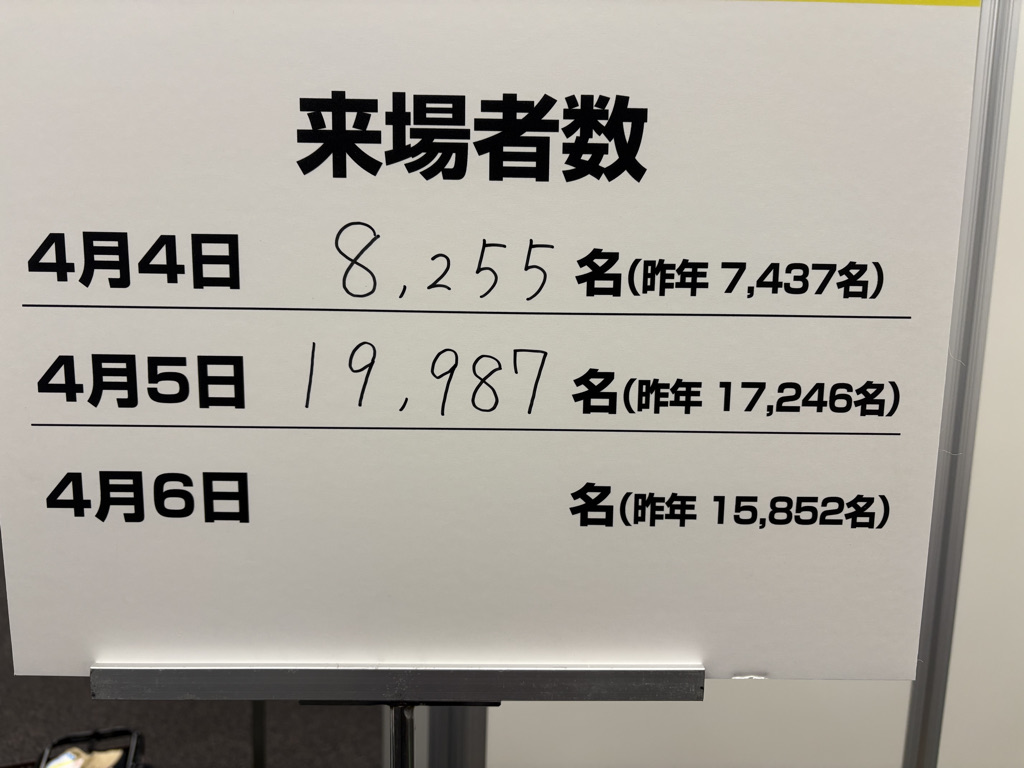 来場者数
4月4日 8,255 名(昨年 7,437名)
4月5日 19,987 名(昨年 17,246名)
4月6日 名(昨年 15,852名)